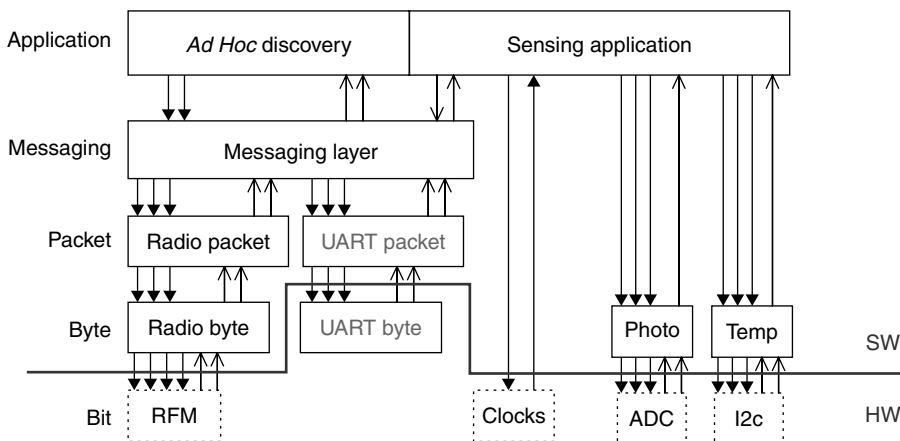 Application
Ad Hoc discovery
Sensing application
Messaging
Messaging layer
Packet
Radio packet
UART packet
Byte
Radio byte
UART byte
Photo
Temp
SW
Bit
RFM
Clocks
ADC
I2c
HW